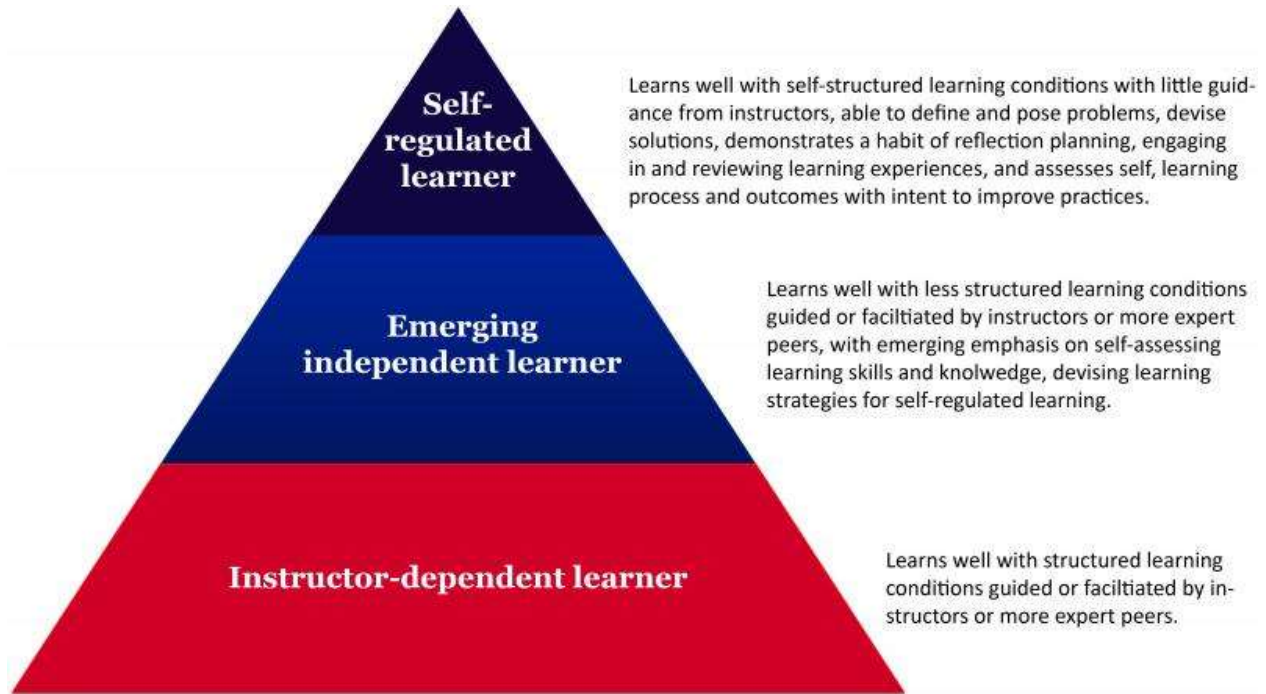 Self-
regulated
learner
Learns well with self-structured learning conditions with little guid-
ance from instructors, able to define and pose problems, devise
solutions, demonstrates a habit of reflection planning, engaging
in and reviewing learning experiences, and assesses self, learning
process and outcomes with intent to improve practices.
Emerging
independent learner
Learns well with less structured learning conditions
guided or faciltiated by instructors or more expert
peers, with emerging emphasis on self-assessing
learning skills and knolwedge, devising learning
strategies for self-regulated learning.
Instructor-dependent learner
Learns well with structured learning
conditions guided or faciltiated by in-
structors or more expert peers.